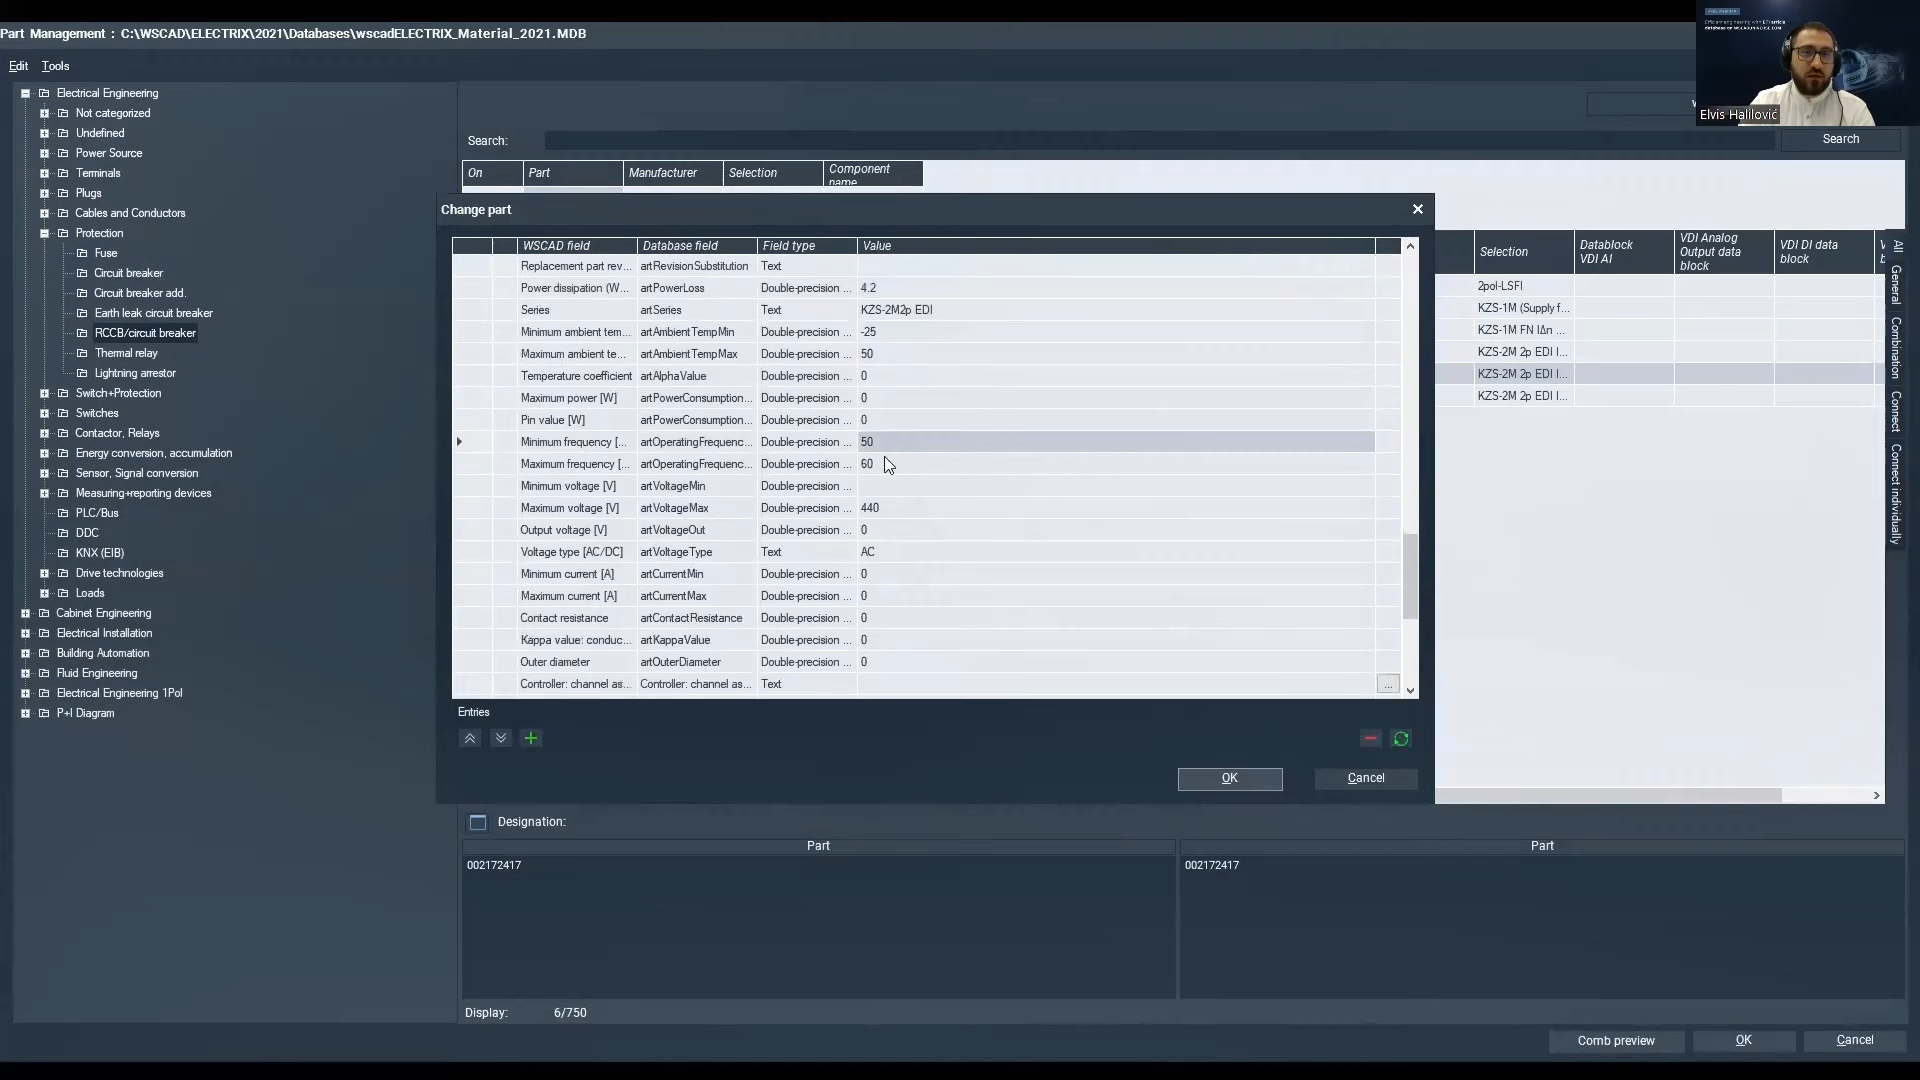 Part Management : C:\WSCAD\ELECTRIX\2021\Databases\wscadELECTRIX_Material_2021.MDB
Edit Tools
Electrical Engineering
Not categorized
Undefined
Power Source
Terminals
Plugs
Cables and Conductors
Protection
Fuse
Circuit breaker
Circuit breaker add.
Earth leak circuit breaker
RCCB/circuit breaker
Thermal relay
Lightning arrestor
Switch+Protection
Switches
Contactor, Relays
Energy conversion, accumulation
Sensor, Signal conversion
Measuring+reporting devices
PLC/Bus
DDC
KNX (EIB)
Drive technologies
Loads
Cabinet Engineering
Electrical Installation
Building Automation
Fluid Engineering
Electrical Engineering 1Pol
P+I Diagram
Elvis Halilović
Search: Search
On Part Manufacturer Selection Component name
Change part
WSCAD field Database field Field type Value
Replacement part rev... artRevisionSubstitution Text
Power dissipation (W... artPowerLoss Double-precision ... 4.2
Series artSeries Text KZS-2M2p EDI
Minimum ambient tem... artAmbientTempMin Double-precision ... -25
Maximum ambient te... artAmbientTempMax Double-precision ... 50
Temperature coefficient artAlphaValue Double-precision ... 0
Maximum power [W] artPowerConsumption... Double-precision ... 0
Pin value [W] artPowerConsumption... Double-precision ... 0
Minimum frequency [... artOperatingFrequenc... Double-precision ... 50
Maximum frequency [... artOperatingFrequenc... Double-precision ... 60
Minimum voltage [V] artVoltageMin Double-precision ...
Maximum voltage [V] artVoltageMax Double-precision ... 440
Output voltage [V] artVoltageOut Double-precision ... 0
Voltage type [AC/DC] artVoltageType Text AC
Minimum current [A] artCurrentMin Double-precision ... 0
Maximum current [A] artCurrentMax Double-precision ... 0
Contact resistance artContactResistance Double-precision ... 0
Kappa value: conduc... artKappaValue Double-precision ... 0
Outer diameter artOuterDiameter Double-precision ... 0
Controller: channel as... Controller: channel as... Text ...
Entries
OK Cancel
Selection Datablock VDI AI VDI Analog Output data block VDI DI data block
2pol-LSFI
KZS-1M (Supply f...
KZS-1M FN IΔn ...
KZS-2M 2p EDI I...
KZS-2M 2p EDI I...
KZS-2M 2p EDI I...
All
General
Combination
Connect
Connect individually
Designation:
Part Part
002172417 002172417
Display: 6/750
Comb preview OK Cancel